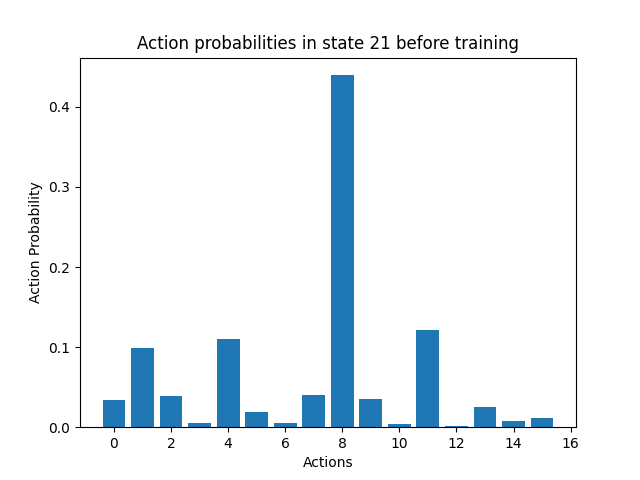 Action probabilities in state 21 before training
Action Probability
0.4
0.3
0.2
0.1
0.0
0 2 4 6 8 10 12 14 16
Actions